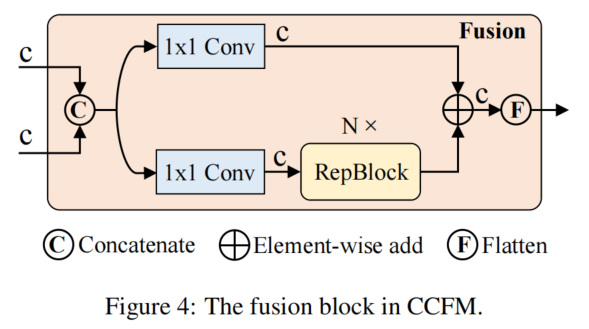 Fusion
c
1x1 Conv
c
C
c
N ×
c
F
c
1x1 Conv
c
RepBlock
C Concatenate
Element-wise add
F Flatten
Figure 4: The fusion block in CCFM.